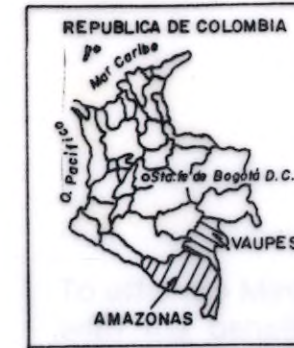 REPUBLICA DE COLOMBIA
Mar Caribe
O. Pacifico
Sta.fe de Bogotá D.C.
VAUPES
AMAZONAS